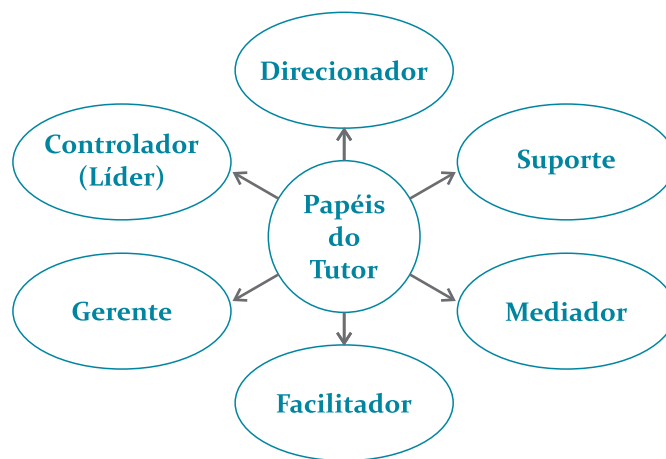 Direcionador
Controlador
(Líder)
Suporte
Papéis
do
Tutor
Gerente
Mediador
Facilitador